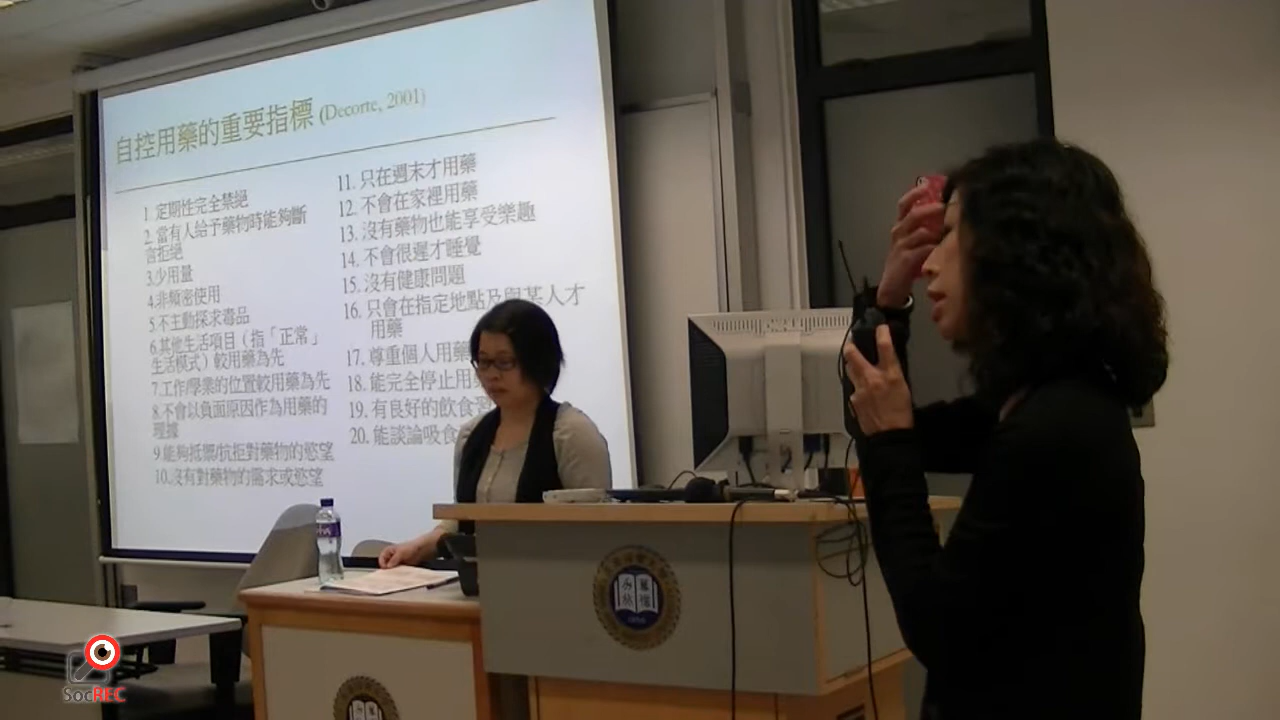 自控用藥的重要指標 (Decorte, 2001)
1. 定期性完全禁絕
2. 當有人給予藥物時能夠斷
言拒絕
3.少用量
4.非頻密使用
5.不主動探求毒品
6.其他生活項目（指「正常」
生活模式）較用藥為先
7.工作/學業的位置較用藥為先
8.不會以負面原因作為用藥的
理據
9.能夠抵禦/抗拒對藥物的慾望
10.沒有對藥物的需求或慾望
11. 只在週末才用藥
12. 不會在家裡用藥
13. 沒有藥物也能享受樂趣
14. 不會很遲才睡覺
15. 沒有健康問題
16. 只會在指定地點及與某人才
用藥
17. 尊重個人用藥
18. 能完全停止用
19. 有良好的飲食習
20. 能談論吸食
SocREC